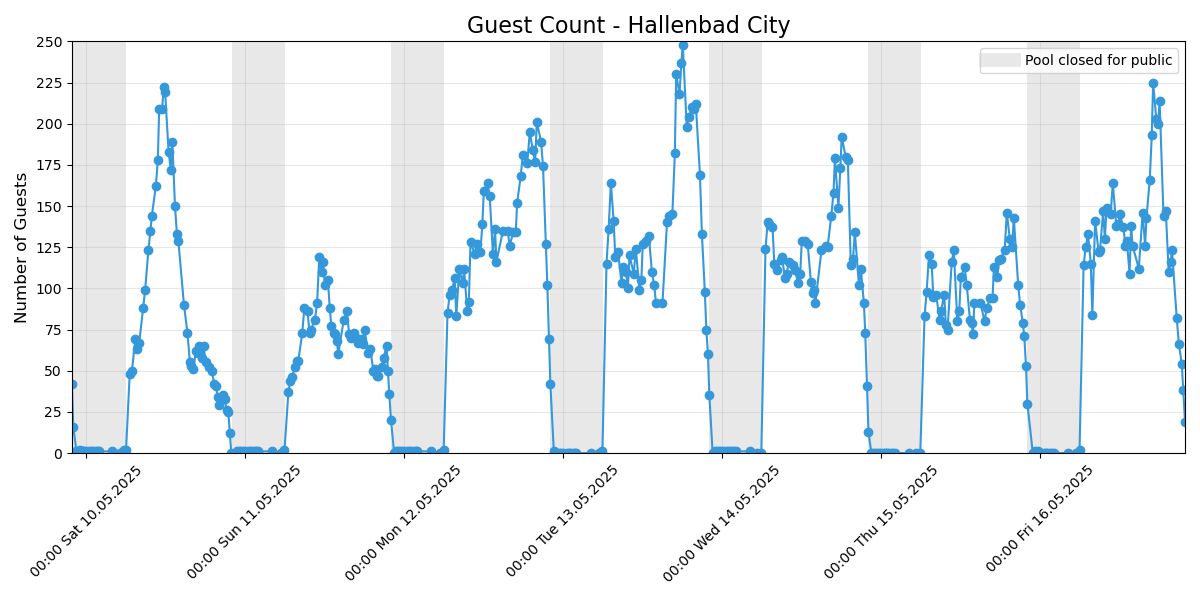 Guest Count - Hallenbad City
Pool closed for public
Number of Guests
250
225
200
175
150
125
100
75
50
25
0
00:00 Sat 10.05.2025
00:00 Sun 11.05.2025
00:00 Mon 12.05.2025
00:00 Tue 13.05.2025
00:00 Wed 14.05.2025
00:00 Thu 15.05.2025
00:00 Fri 16.05.2025